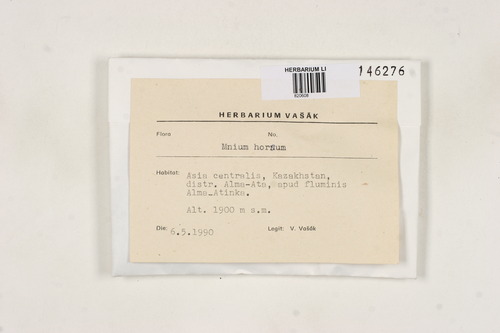 HERBARIUM LI
146276
820608
HERBARIUM VAŠÁK
Flora No.
Mnium hornum
Habitat: Asia centralis, Kazakhstan,
distr. Alma-Ata, apud fluminis
Alma-Atinka.
Alt. 1900 m s.m.
Die: 6.5.1990 Legit: V. Vašák